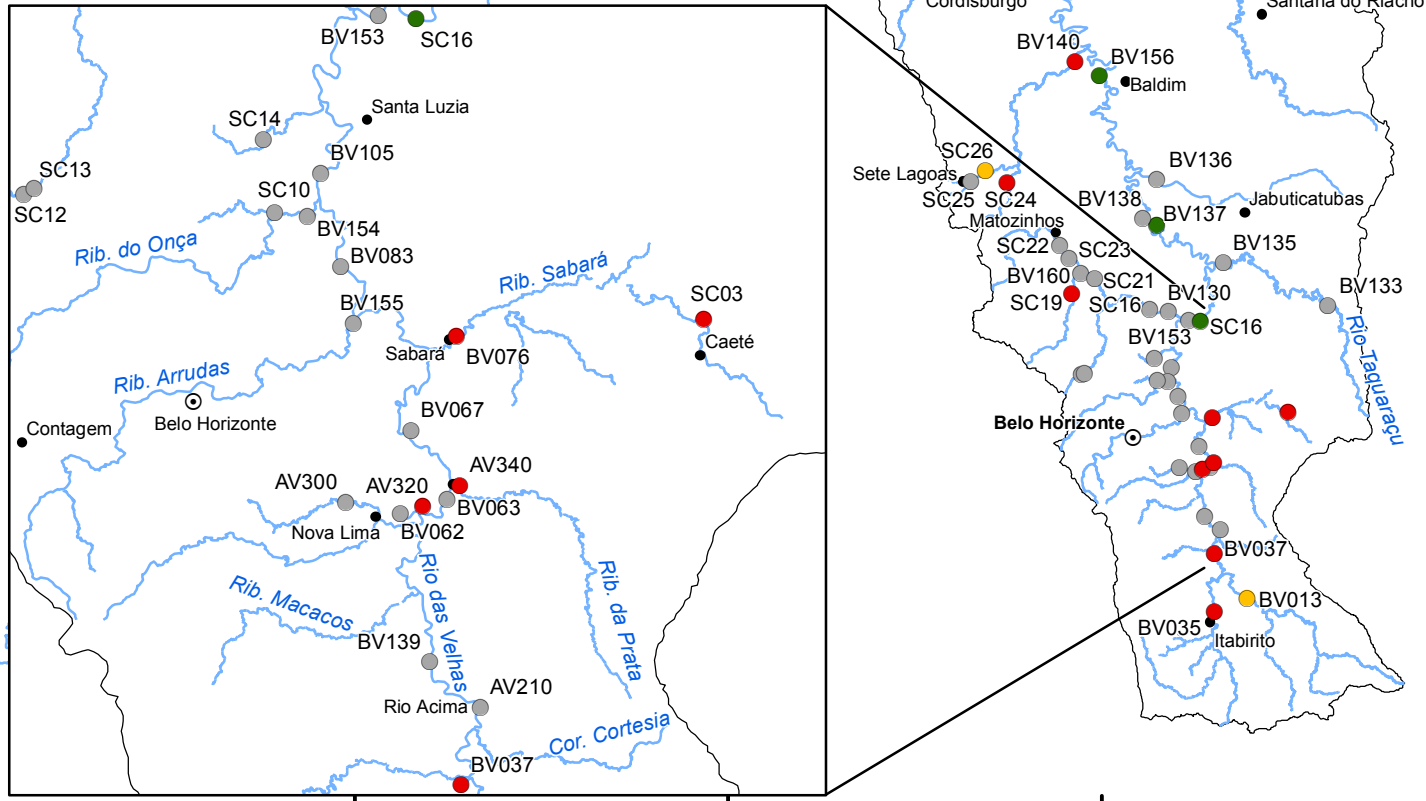 BV153
SC16
Santa Luzia
SC14
BV105
SC13
SC12
SC10
BV154
Rib. do Onça
BV083
Rib. Sabará
BV155
SC03
Sabará
BV076
Caeté
Rib. Arrudas
Belo Horizonte
BV067
Contagem
AV340
AV300
AV320
BV063
Nova Lima
BV062
Rio das Velhas
Rib. da Prata
Rib. Macacos
BV139
AV210
Rio Acima
Cor. Cortesia
BV037
Cordisburgo
Santana do Riacho
BV140
BV156
Baldim
SC26
Sete Lagoas
SC25
SC24
BV136
BV138
BV137
Jabuticatubas
Matozinhos
SC22
SC23
BV135
BV160
SC21
SC19
SC16
BV130
BV133
SC16
BV153
Rio Taquaraçu
Belo Horizonte
BV037
BV013
BV035
Itabirito